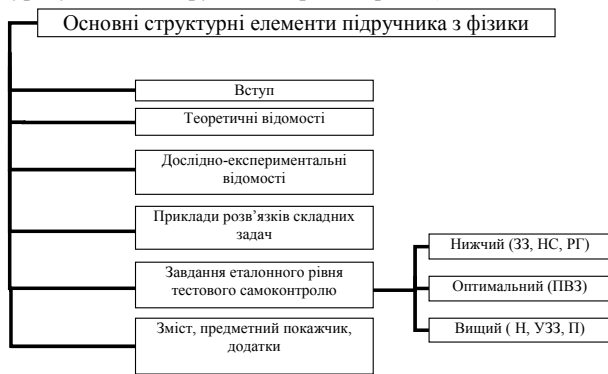 Основні структурні елементи підручника з фізики
Вступ
Теоретичні відомості
Дослідно-експериментальні
відомості
Приклади розв'язків складних
задач
Завдання еталонного рівня
тестового самоконтролю
Зміст, предметний покажчик,
додатки
Нижчий (ЗЗ, НС, РГ)
Оптимальний (ПВЗ)
Вищий ( Н, УЗЗ, П)